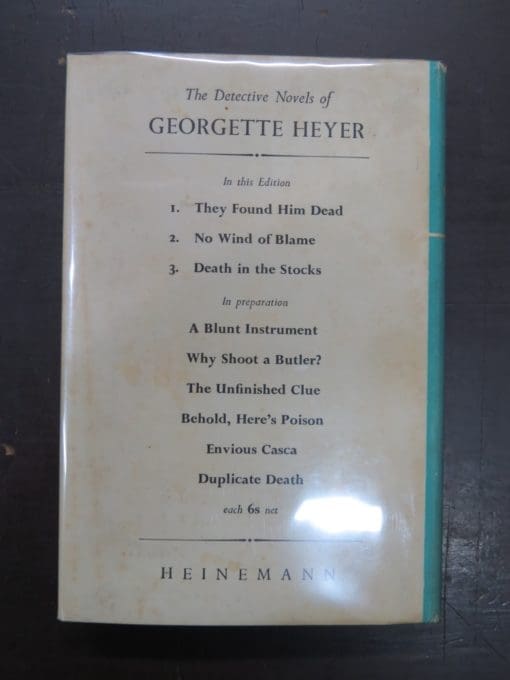 The Detective Novels of
GEORGETTE HEYER
In this Edition
1. They Found Him Dead
2. No Wind of Blame
3. Death in the Stocks
In preparation
A Blunt Instrument
Why Shoot a Butler?
The Unfinished Clue
Behold, Here's Poison
Envious Casca
Duplicate Death
each 6s net
HEINEMANN